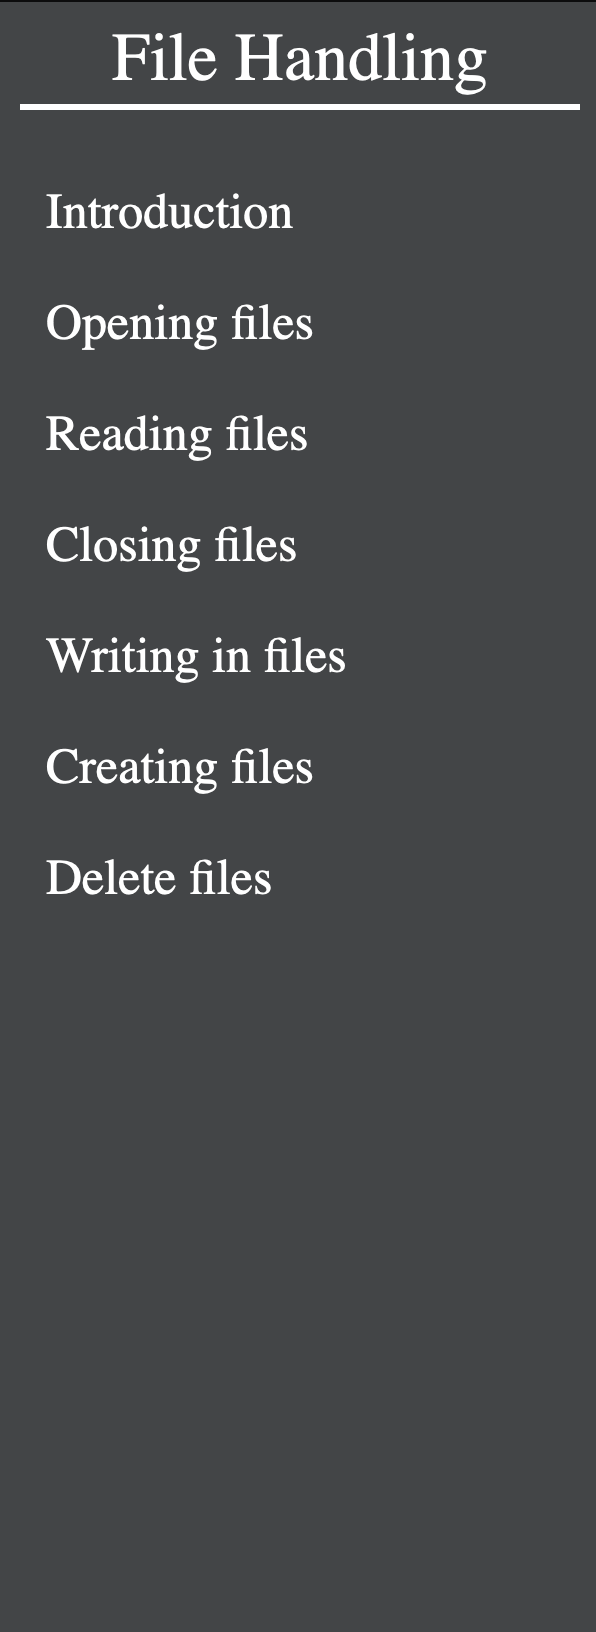 File Handling
Introduction
Opening files
Reading files
Closing files
Writing in files
Creating files
Delete files